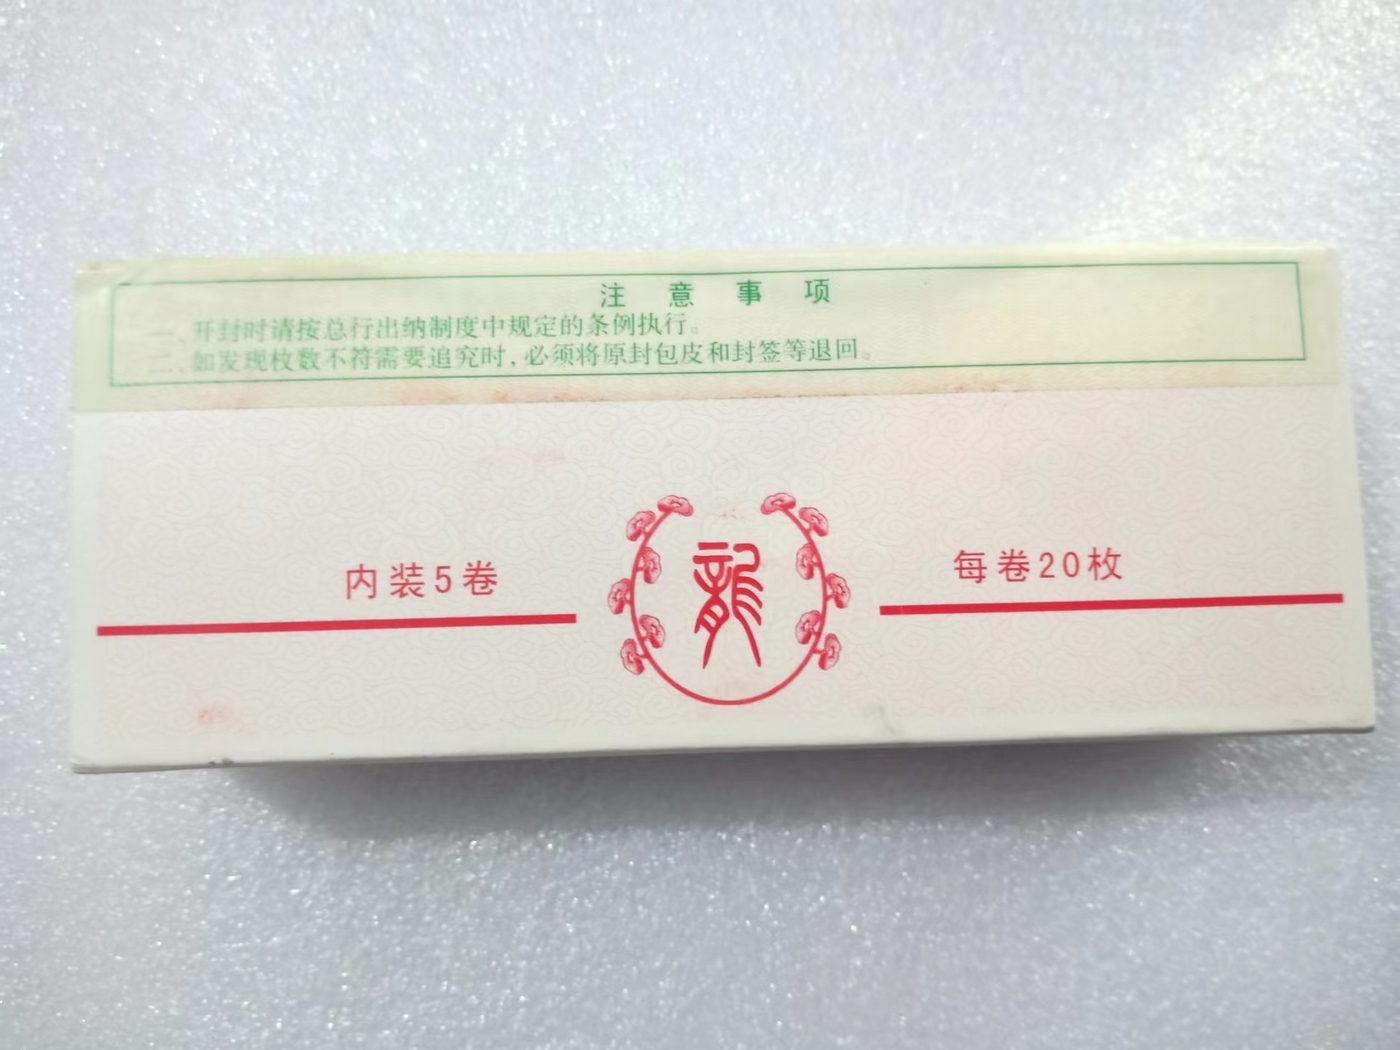 注意事项
一、开封时请按总行出纳制度中规定的条例执行。
二、如发现枚数不符需要追究时,必须将原封包皮和封签等退回。
内装5卷
龍
每卷20枚